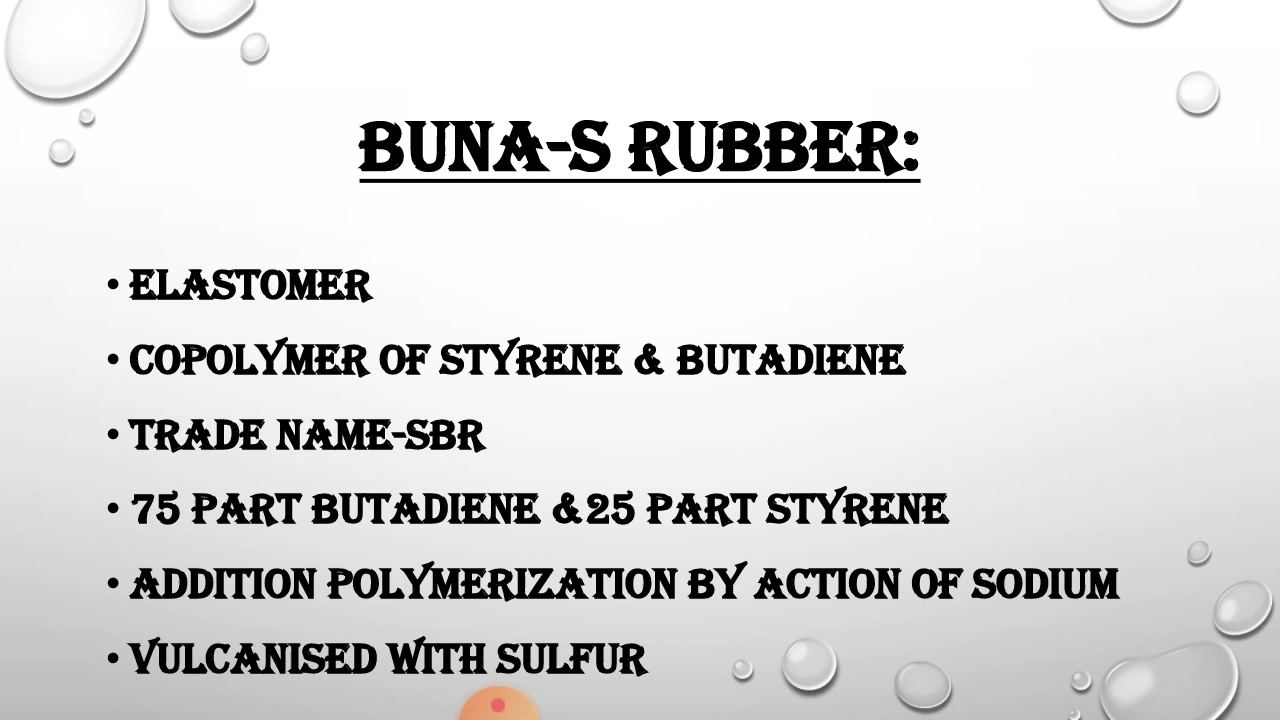 BUNA-S RUBBER:
• ELASTOMER
• COPOLYMER OF STYRENE & BUTADIENE
• TRADE NAME-SBR
• 75 PART BUTADIENE &25 PART STYRENE
• ADDITION POLYMERIZATION BY ACTION OF SODIUM
• VULCANISED WITH SULFUR